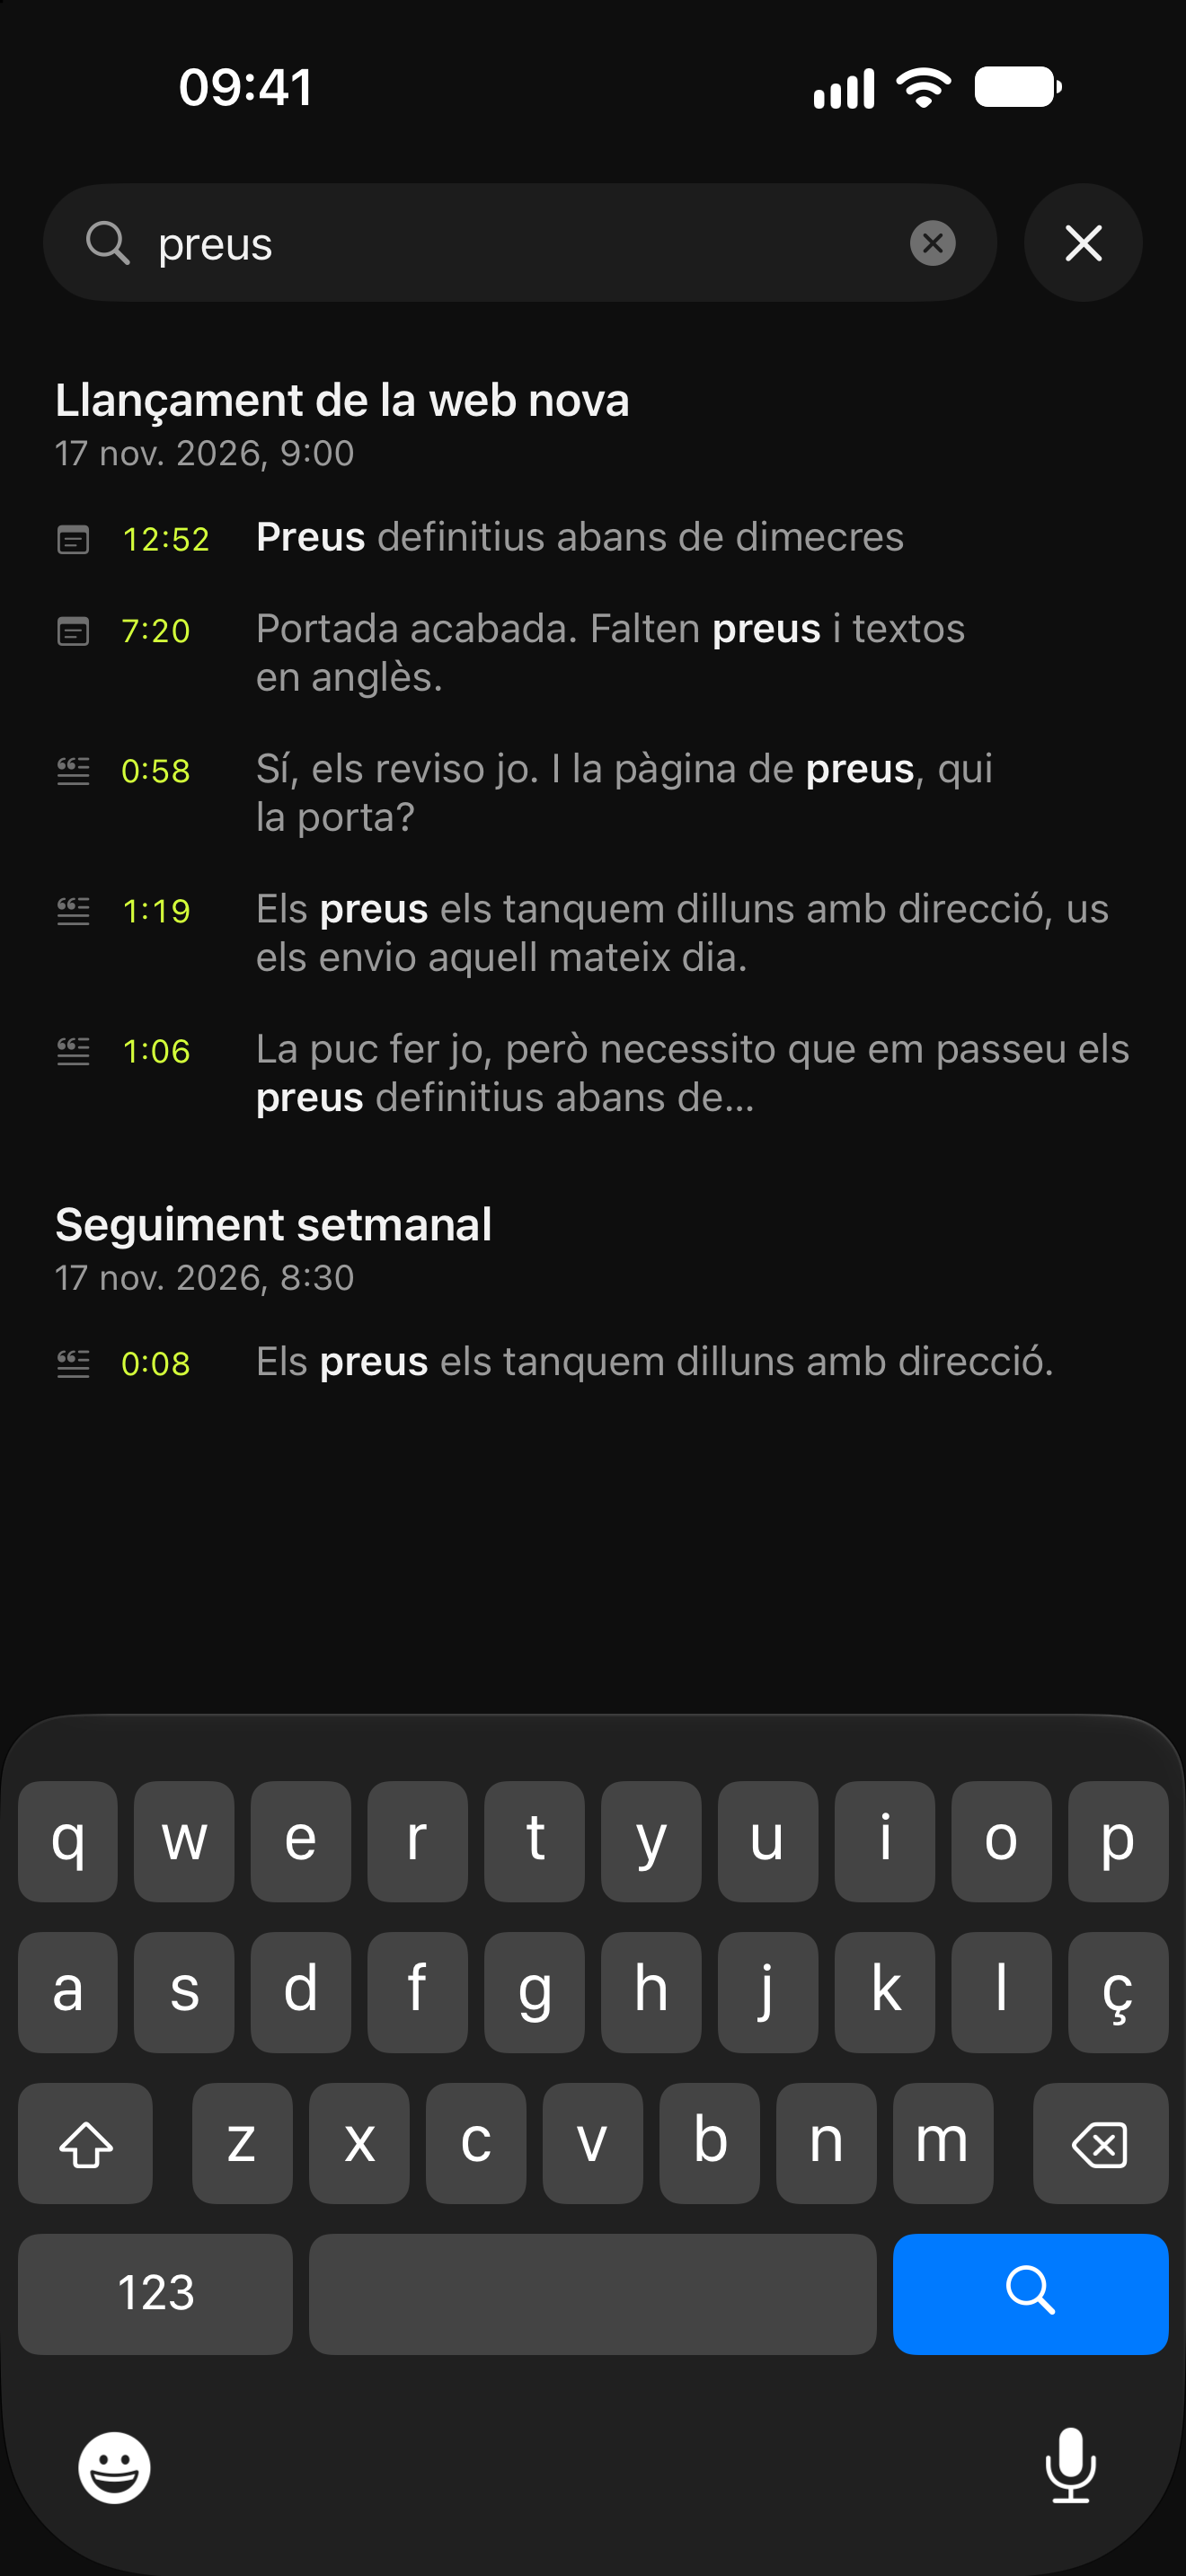 09:41
preus
Llançament de la web nova
17 nov. 2026, 9:00
12:52 Preus definitius abans de dimecres
7:20 Portada acabada. Falten preus i textos
en anglès.
0:58 Sí, els reviso jo. I la pàgina de preus, qui
la porta?
1:19 Els preus els tanquem dilluns amb direcció, us
els envio aquell mateix dia.
1:06 La puc fer jo, però necessito que em passeu els
preus definitius abans de...
Seguiment setmanal
17 nov. 2026, 8:30
0:08 Els preus els tanquem dilluns amb direcció.
q w e r t y u i o p
a s d f g h j k l ç
z x c v b n m
123